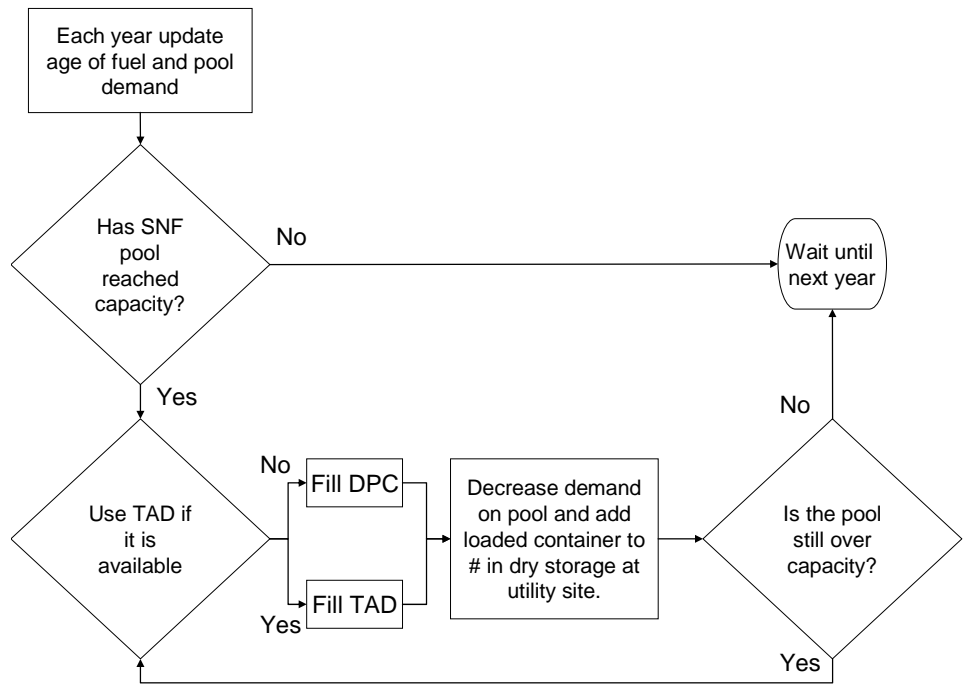 Each year update
age of fuel and pool
demand
Has SNF
pool
reached
capacity?
No
Wait until
next year
Yes
No
Use TAD if
it is
available
No
Fill DPC
Yes
Fill TAD
Decrease demand
on pool and add
loaded container to
# in dry storage at
utility site.
Is the pool
still over
capacity?
Yes